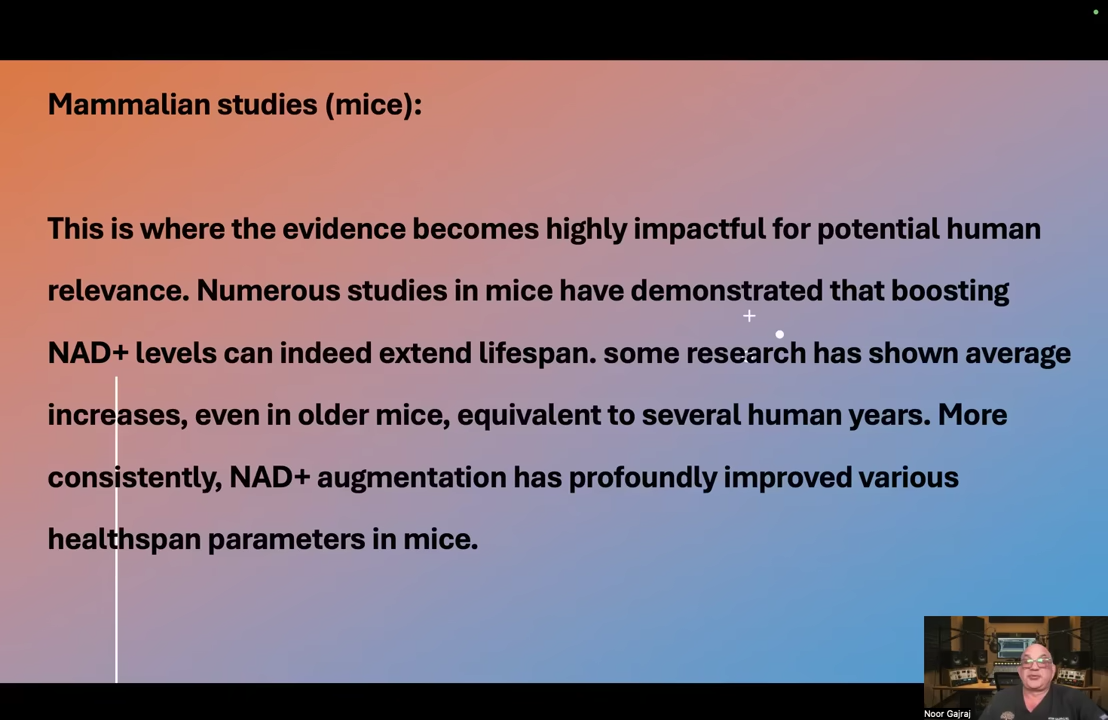 Mammalian studies (mice):
This is where the evidence becomes highly impactful for potential human
relevance. Numerous studies in mice have demonstrated that boosting
NAD+ levels can indeed extend lifespan. some research has shown average
increases, even in older mice, equivalent to several human years. More
consistently, NAD+ augmentation has profoundly improved various
healthspan parameters in mice.
Noor Gajraj